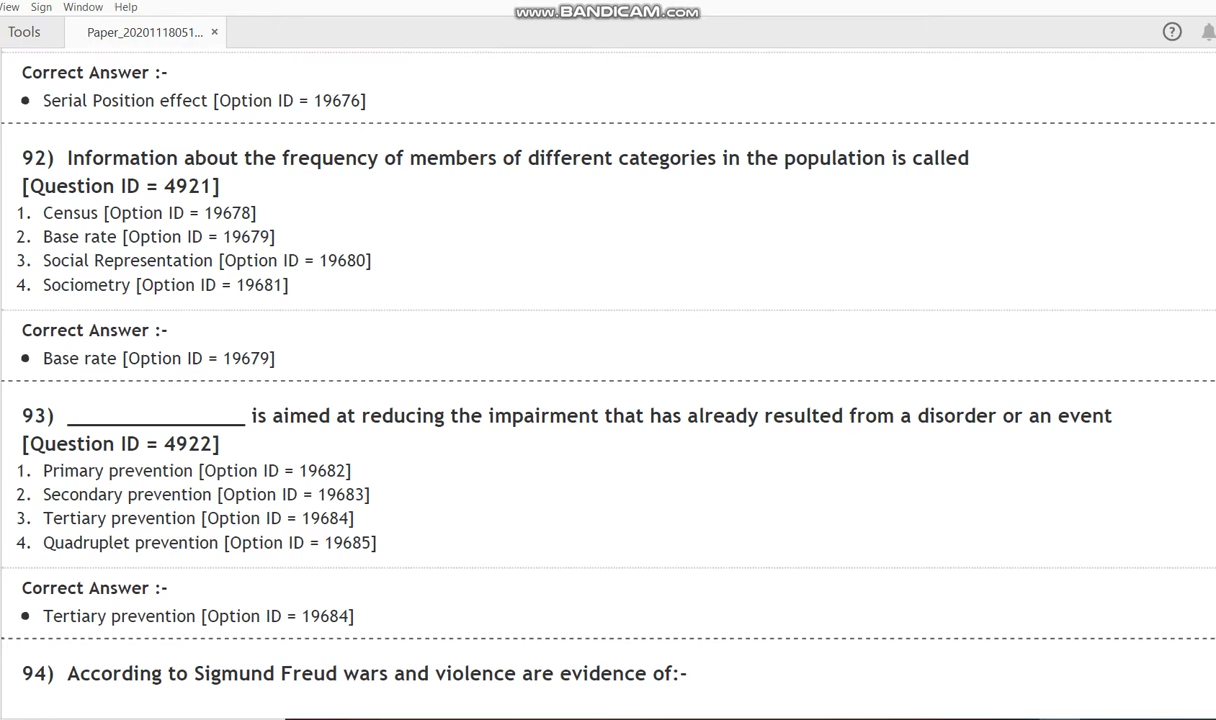 View Sign Window Help
www.BANDICAM.com
Tools
Paper_20201118051... ×
?
Correct Answer :-
• Serial Position effect [Option ID = 19676]
92) Information about the frequency of members of different categories in the population is called
[Question ID = 4921]
1. Census [Option ID = 19678]
2. Base rate [Option ID = 19679]
3. Social Representation [Option ID = 19680]
4. Sociometry [Option ID = 19681]
Correct Answer :-
• Base rate [Option ID = 19679]
93) ________________ is aimed at reducing the impairment that has already resulted from a disorder or an event
[Question ID = 4922]
1. Primary prevention [Option ID = 19682]
2. Secondary prevention [Option ID = 19683]
3. Tertiary prevention [Option ID = 19684]
4. Quadruplet prevention [Option ID = 19685]
Correct Answer :-
• Tertiary prevention [Option ID = 19684]
94) According to Sigmund Freud wars and violence are evidence of:-